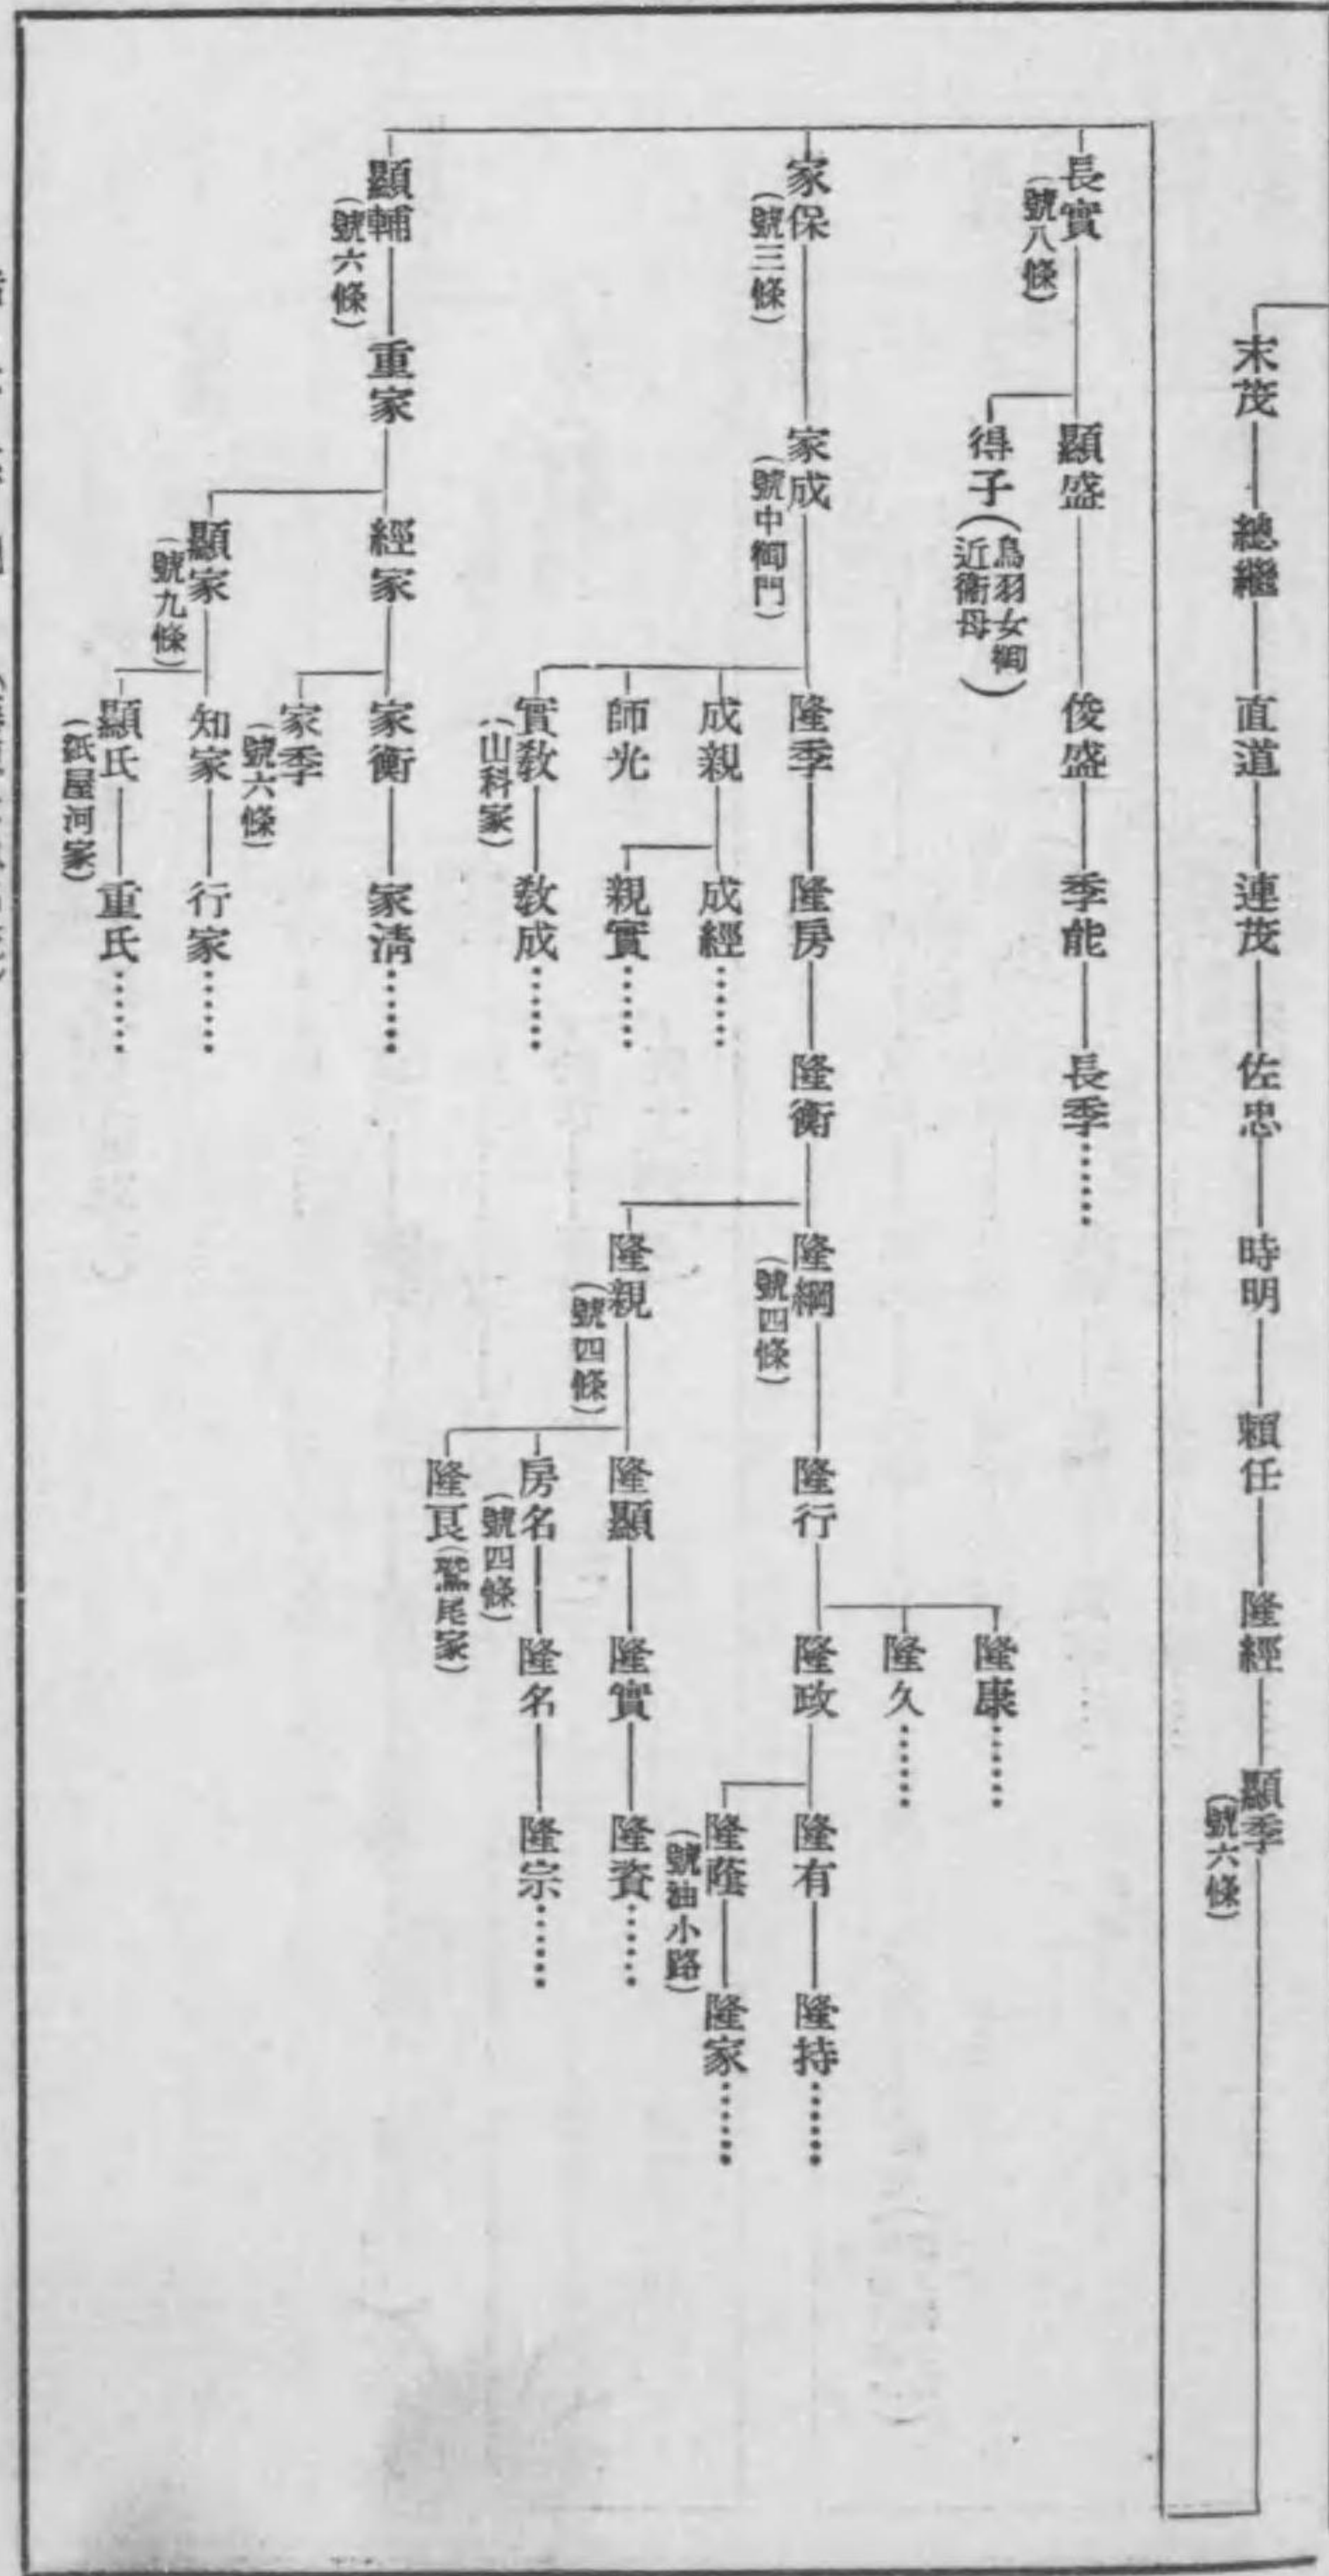 末茂 總繼 直道 連茂 佐忠 時明 賴任 隆經 顯季
(號六條)
長實
(號八條)
顯盛 俊盛 季能 長季……
得子(鳥羽女御
近衞母)
隆康……
隆久……
家保
(號三條)
家成
(號中御門)
隆季 隆房 隆衡 隆綱 隆行 隆政 隆有 隆持……
(號四條)
隆蔭 隆家……
(號油小路)
成親 成經……
師光
親實……
隆親
(號四條)
隆顯 隆實 隆資……
實敎 敎成……
(山科家)
房名 隆名 隆宗……
(號四條)
隆良(鷲尾家)
顯輔 重家
(號六條)
經家 家衡 家淸……
家季
(號六條)
顯家
(號九條)
知家 行家……
顯氏 重氏……
(紙屋河家)